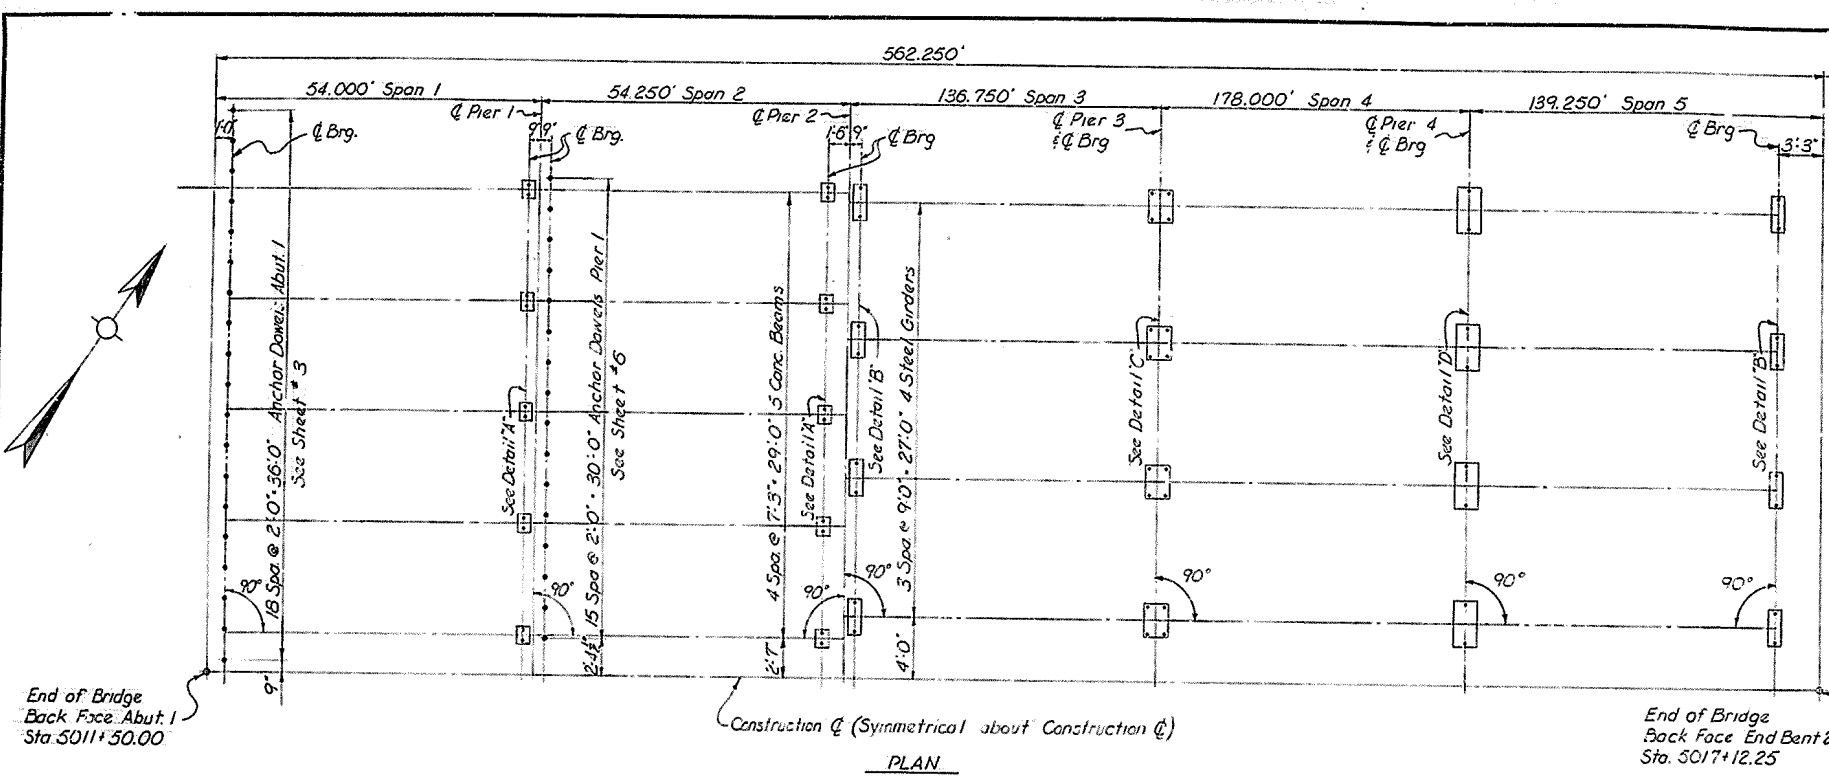 562.250'
54.000' Span 1
54.250' Span 2
136.750' Span 3
178.000' Span 4
139.250' Span 5
℄ Pier 1
℄ Pier 2
℄ Pier 3
& ℄ Brg
℄ Pier 4
& ℄ Brg
℄ Brg
1'-0"
℄ Brg.
9" 9"
℄ Brg.
1'-6" 9"
℄ Brg
3'-3"
18 Spa @ 2'-0" = 36'-0" Anchor Dowels Abut. 1
See Sheet #3
See Detail "A"
15 Spa @ 2'-0" = 30'-0" Anchor Dowels Pier 1
See Sheet #6
4 Spa @ 7'-3" = 29'-0" 5 Conc. Beams
See Detail "A"
See Detail "B"
3 Spa @ 9'-0" = 27'-0" 4 Steel Girders
See Detail "C"
See Detail "D"
See Detail "B"
90°
90°
90°
90°
90°
90°
90°
9"
2'-4½"
2'-7"
4'-0"
End of Bridge
Back Face Abut. 1
Sta. 5011+50.00
Construction ℄ (Symmetrical about Construction ℄)
PLAN
End of Bridge
Back Face End Bent 2
Sta. 5017+12.25